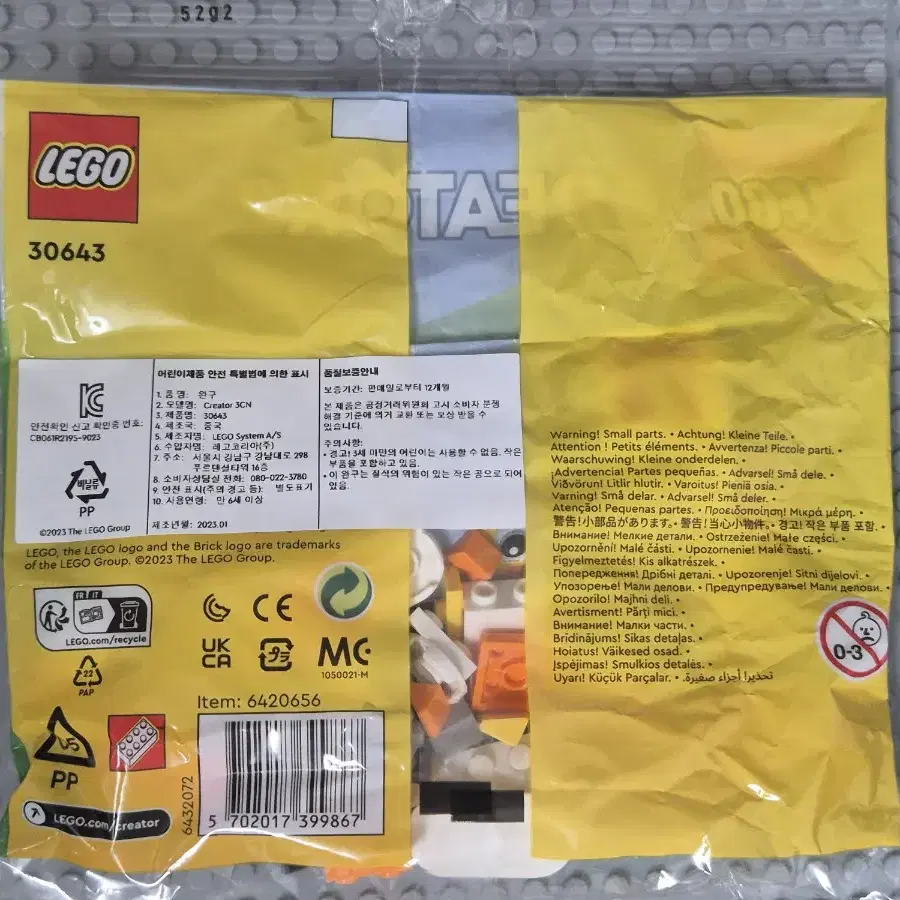 52g2
LEGO
30643
안전확인 신고 확인증 번호:
CB061R2195-9023
비닐류
PP
©2023 The LEGO Group
어린이제품 안전 특별법에 의한 표시
1. 품 명: 완구
2. 모델명: Creator 3CN
3. 제품명: 30643
4. 제조국: 중국
5. 제조자명: LEGO System A/S
6. 수입자명: 레고코리아(주)
7. 주소: 서울시 강남구 강남대로 298
푸르덴셜타워 16층
8. 소비자상담실 전화: 080-022-3780
9. 안전 표시(주의 경고 등): 별도표기
10. 사용연령: 만 6세 이상
제조년월: 2023.01
품질보증안내
보증기간: 판매일로부터 12개월
본 제품은 공정거래위원회 고시 소비자 분쟁
해결 기준에 의거 교환 또는 보상 받을 수
있습니다.
주의사항:
• 경고! 3세 미만의 어린이는 사용할 수 없음. 작은
부품을 포함하고 있음.
• 이 완구는 질식의 위험이 있는 작은 공으로 되어
있음.
LEGO, the LEGO logo and the Brick logo are trademarks
of the LEGO Group. ©2023 The LEGO Group.
FR IT
LEGO.com/recycle
CE
UK
CA
MC
1050021-M
22
PAP
PP
Item: 6420656
6432072
5 702017 399867
LEGO.com/creator
Warning! Small parts. • Achtung! Kleine Teile. •
Attention ! Petits éléments. • Avvertenza! Piccole parti. •
Waarschuwing! Kleine onderdelen. •
¡Advertencia! Partes pequeñas. • Advarsel! Små dele. •
Viðvörun! Litlir hlutir. • Varoitus! Pieniä osia. •
Varning! Små delar. • Advarsel! Små deler. •
Atenção! Pequenas partes. • Προειδοποίηση! Μικρά μέρη. •
警告!小部品があります。• 警告! 当心小物件。• 경고! 작은 부품 포함. •
Внимание! Мелкие детали. • Ostrzeżenie! Małe części. •
Upozornění! Malé části. • Upozornenie! Malé časti. •
Figyelmeztetés! Kis alkatrészek. •
Попередження! Дрібні деталі. • Upozorenje! Sitni dijelovi. •
Упозорење! Мали делови. • Предупредување! Мали делови. •
Opozorilo! Majhni deli. •
Avertisment! Părți mici. •
Внимание! Малки части. •
Brīdinājums! Sīkas detaļas. •
Hoiatus! Väikesed osad. •
Įspėjimas! Smulkios detalės. •
Uyarı! Küçük Parçalar. • تحذير! أجزاء صغيرة.
0-3